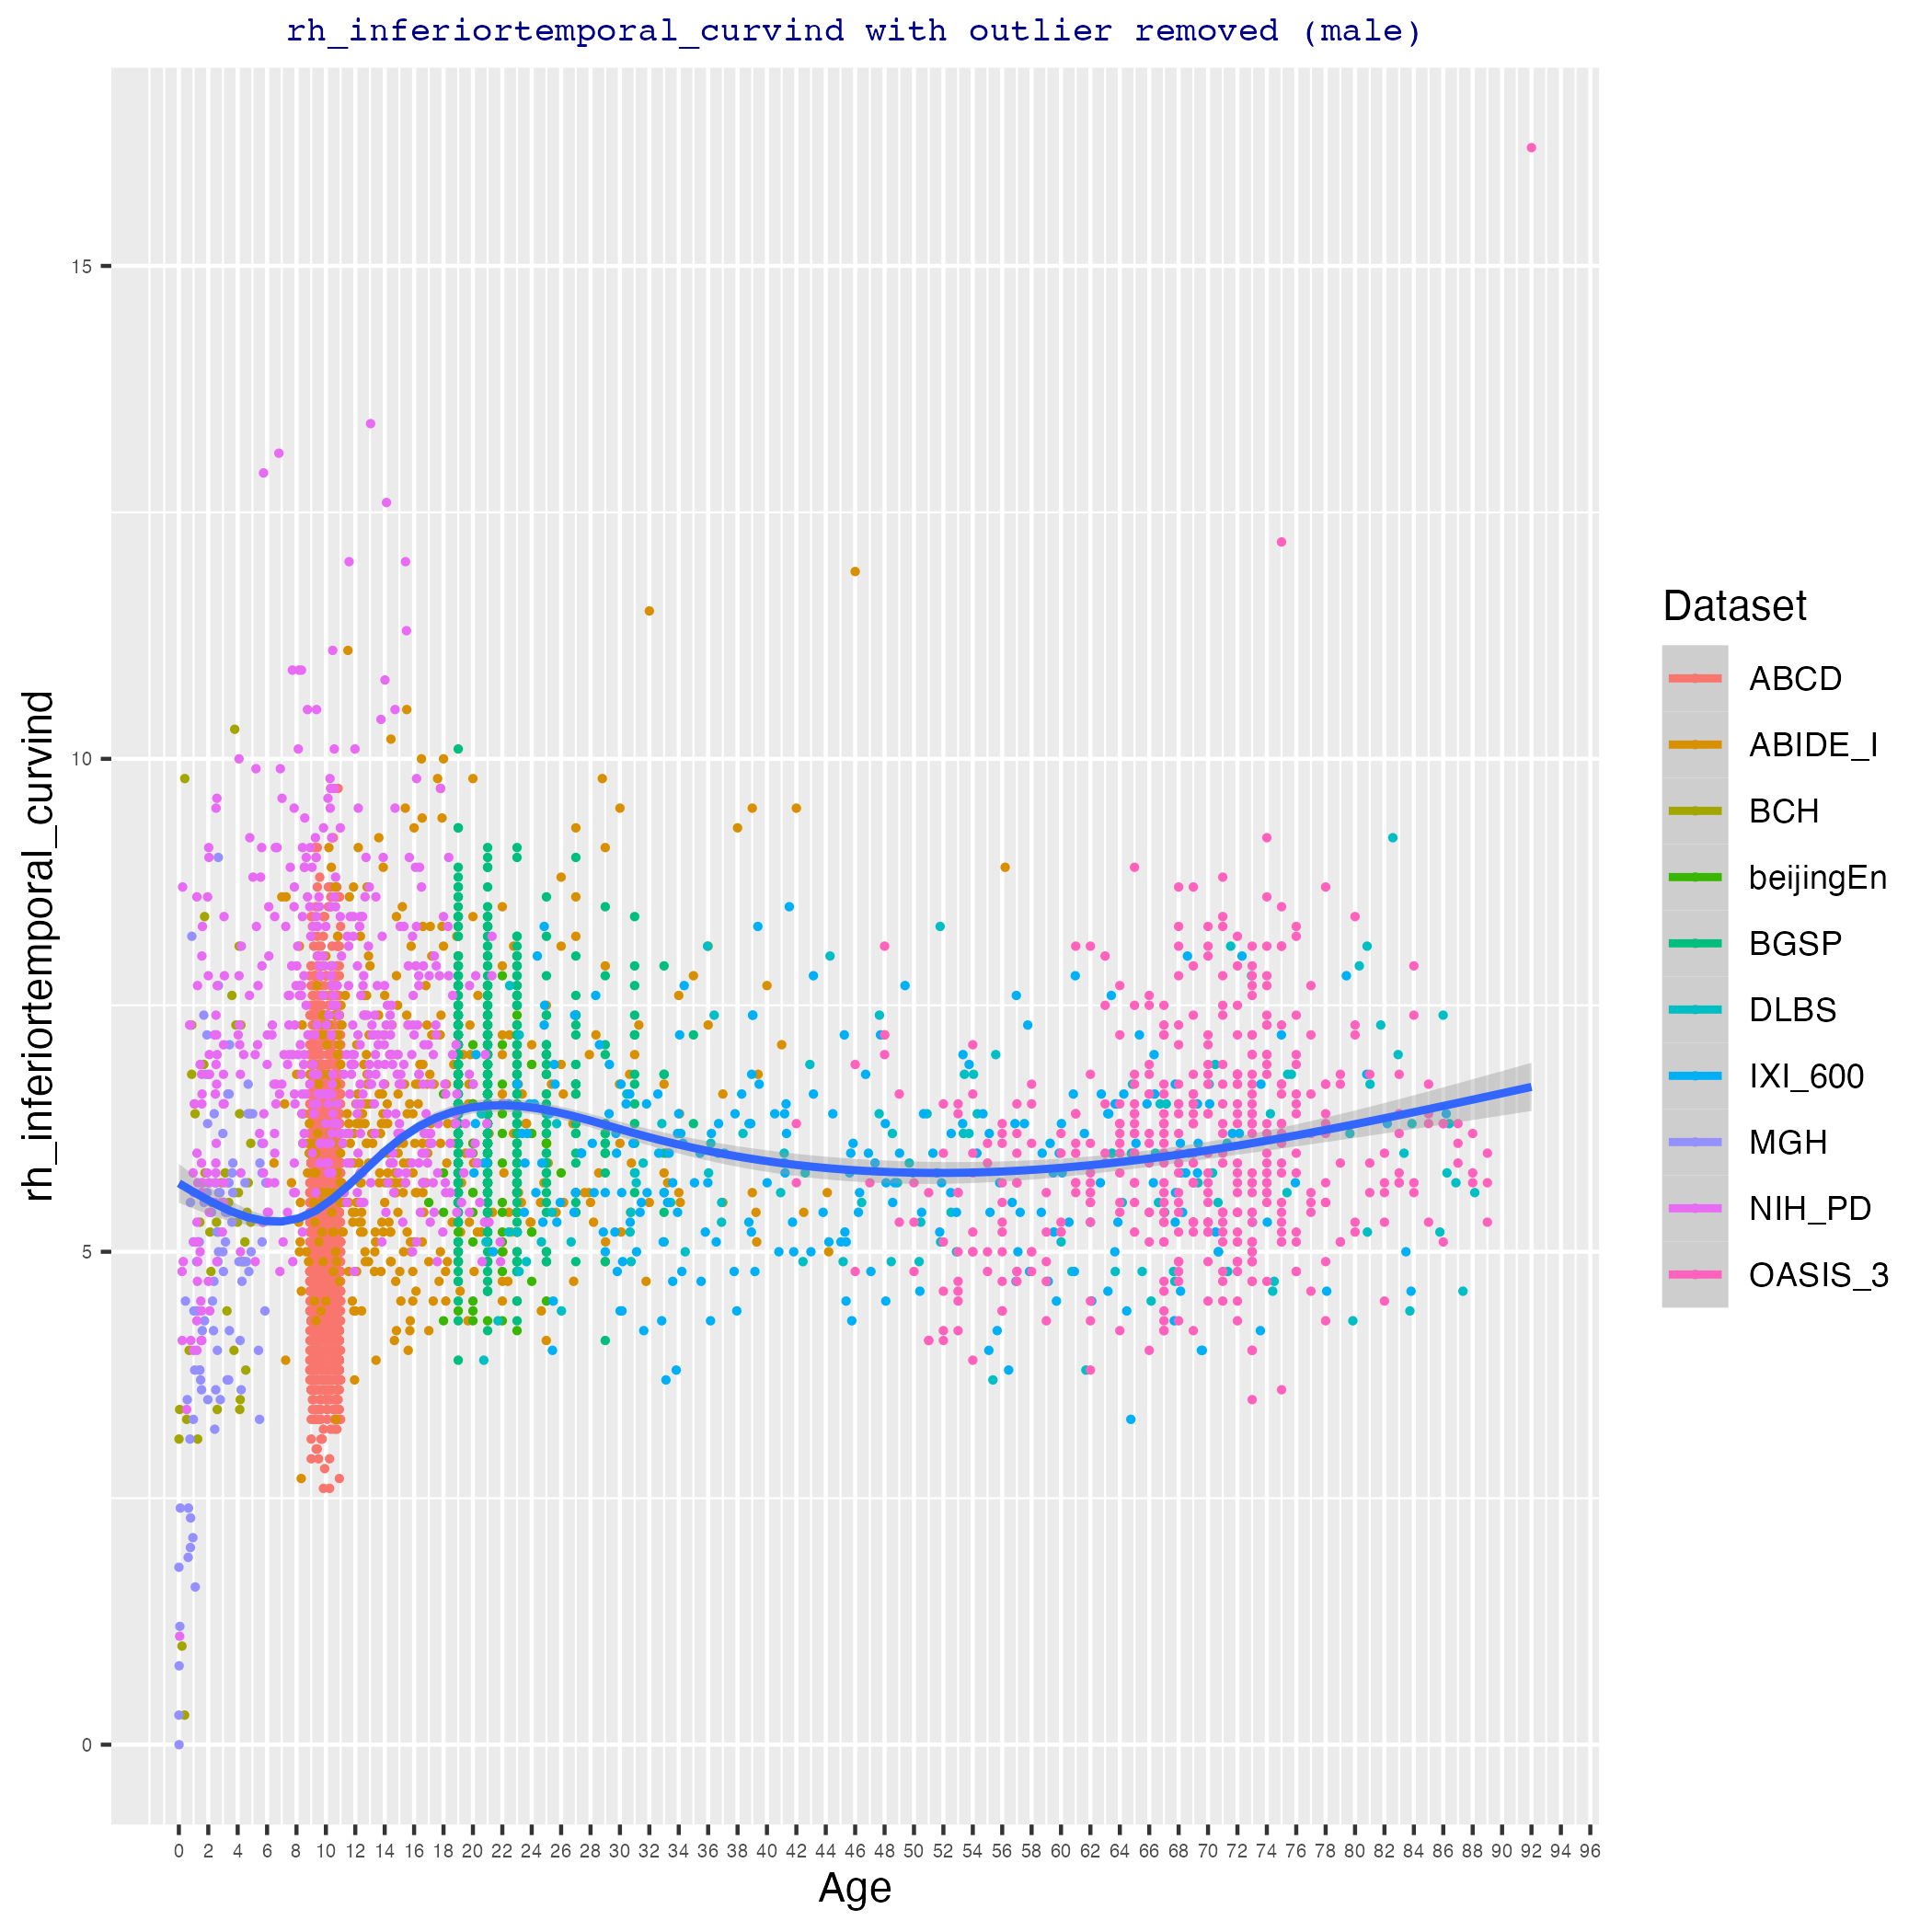 rh_inferiortemporal_curvind with outlier removed (male)
rh_inferiortemporal_curvind
15
10
5
0
0 2 4 6 8 10 12 14 16 18 20 22 24 26 28 30 32 34 36 38 40 42 44 46 48 50 52 54 56 58 60 62 64 66 68 70 72 74 76 78 80 82 84 86 88 90 92 94 96
Age
Dataset
ABCD
ABIDE_I
BCH
beijingEn
BGSP
DLBS
IXI_600
MGH
NIH_PD
OASIS_3